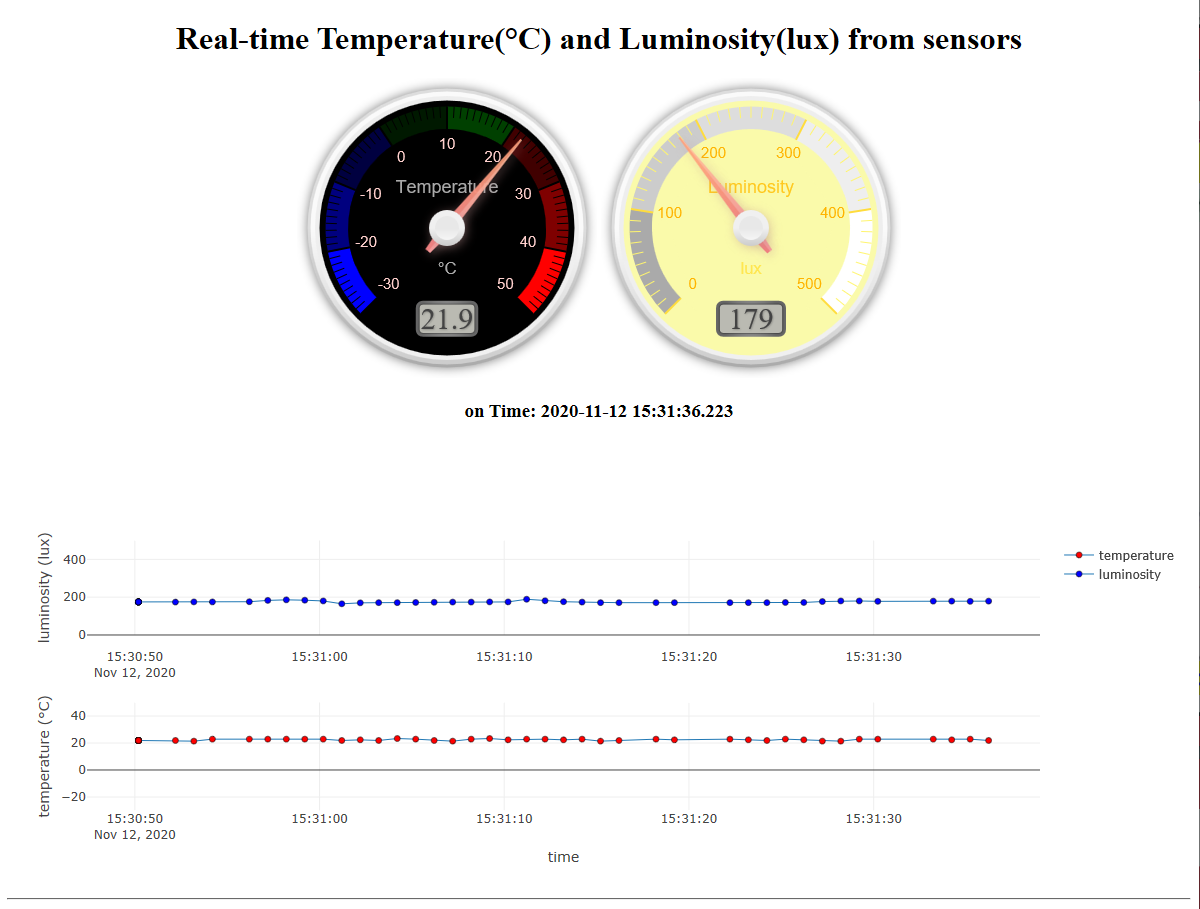 Real-time Temperature(°C) and Luminosity(lux) from sensors
-30 -20 -10 0 10 20 30 40 50
Temperature
°C
21.9
0 100 200 300 400 500
Luminosity
lux
179
on Time: 2020-11-12 15:31:36.223
luminosity (lux)
400
200
0
15:30:50 15:31:00 15:31:10 15:31:20 15:31:30
Nov 12, 2020
temperature
luminosity
temperature (°C)
40
20
0
−20
15:30:50 15:31:00 15:31:10 15:31:20 15:31:30
Nov 12, 2020
time